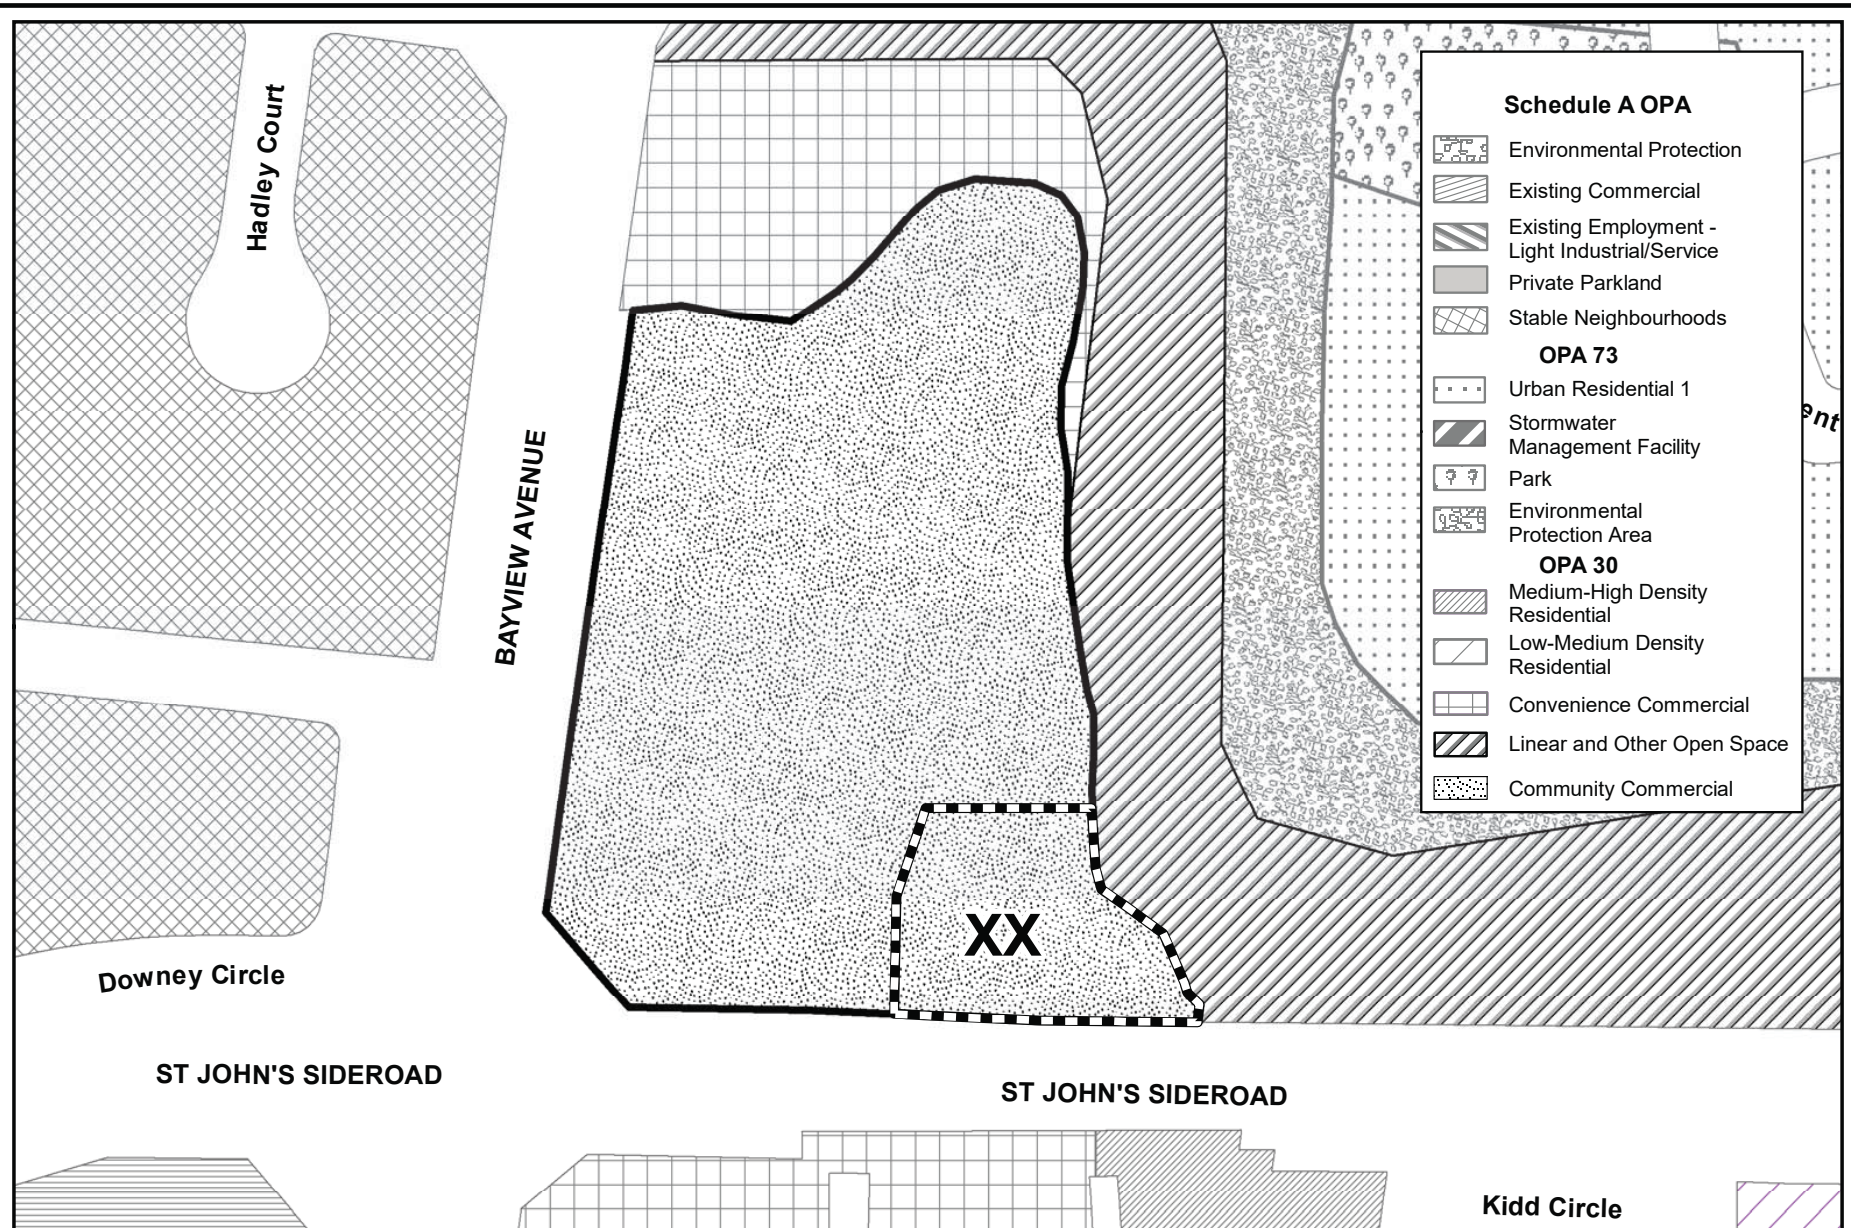 Hadley Court
BAYVIEW AVENUE
Downey Circle
ST JOHN'S SIDEROAD
XX
ST JOHN'S SIDEROAD
Kidd Circle
ent
Schedule A OPA
Environmental Protection
Existing Commercial
Existing Employment -
Light Industrial/Service
Private Parkland
Stable Neighbourhoods
OPA 73
Urban Residential 1
Stormwater
Management Facility
Park
Environmental
Protection Area
OPA 30
Medium-High Density
Residential
Low-Medium Density
Residential
Convenience Commercial
Linear and Other Open Space
Community Commercial